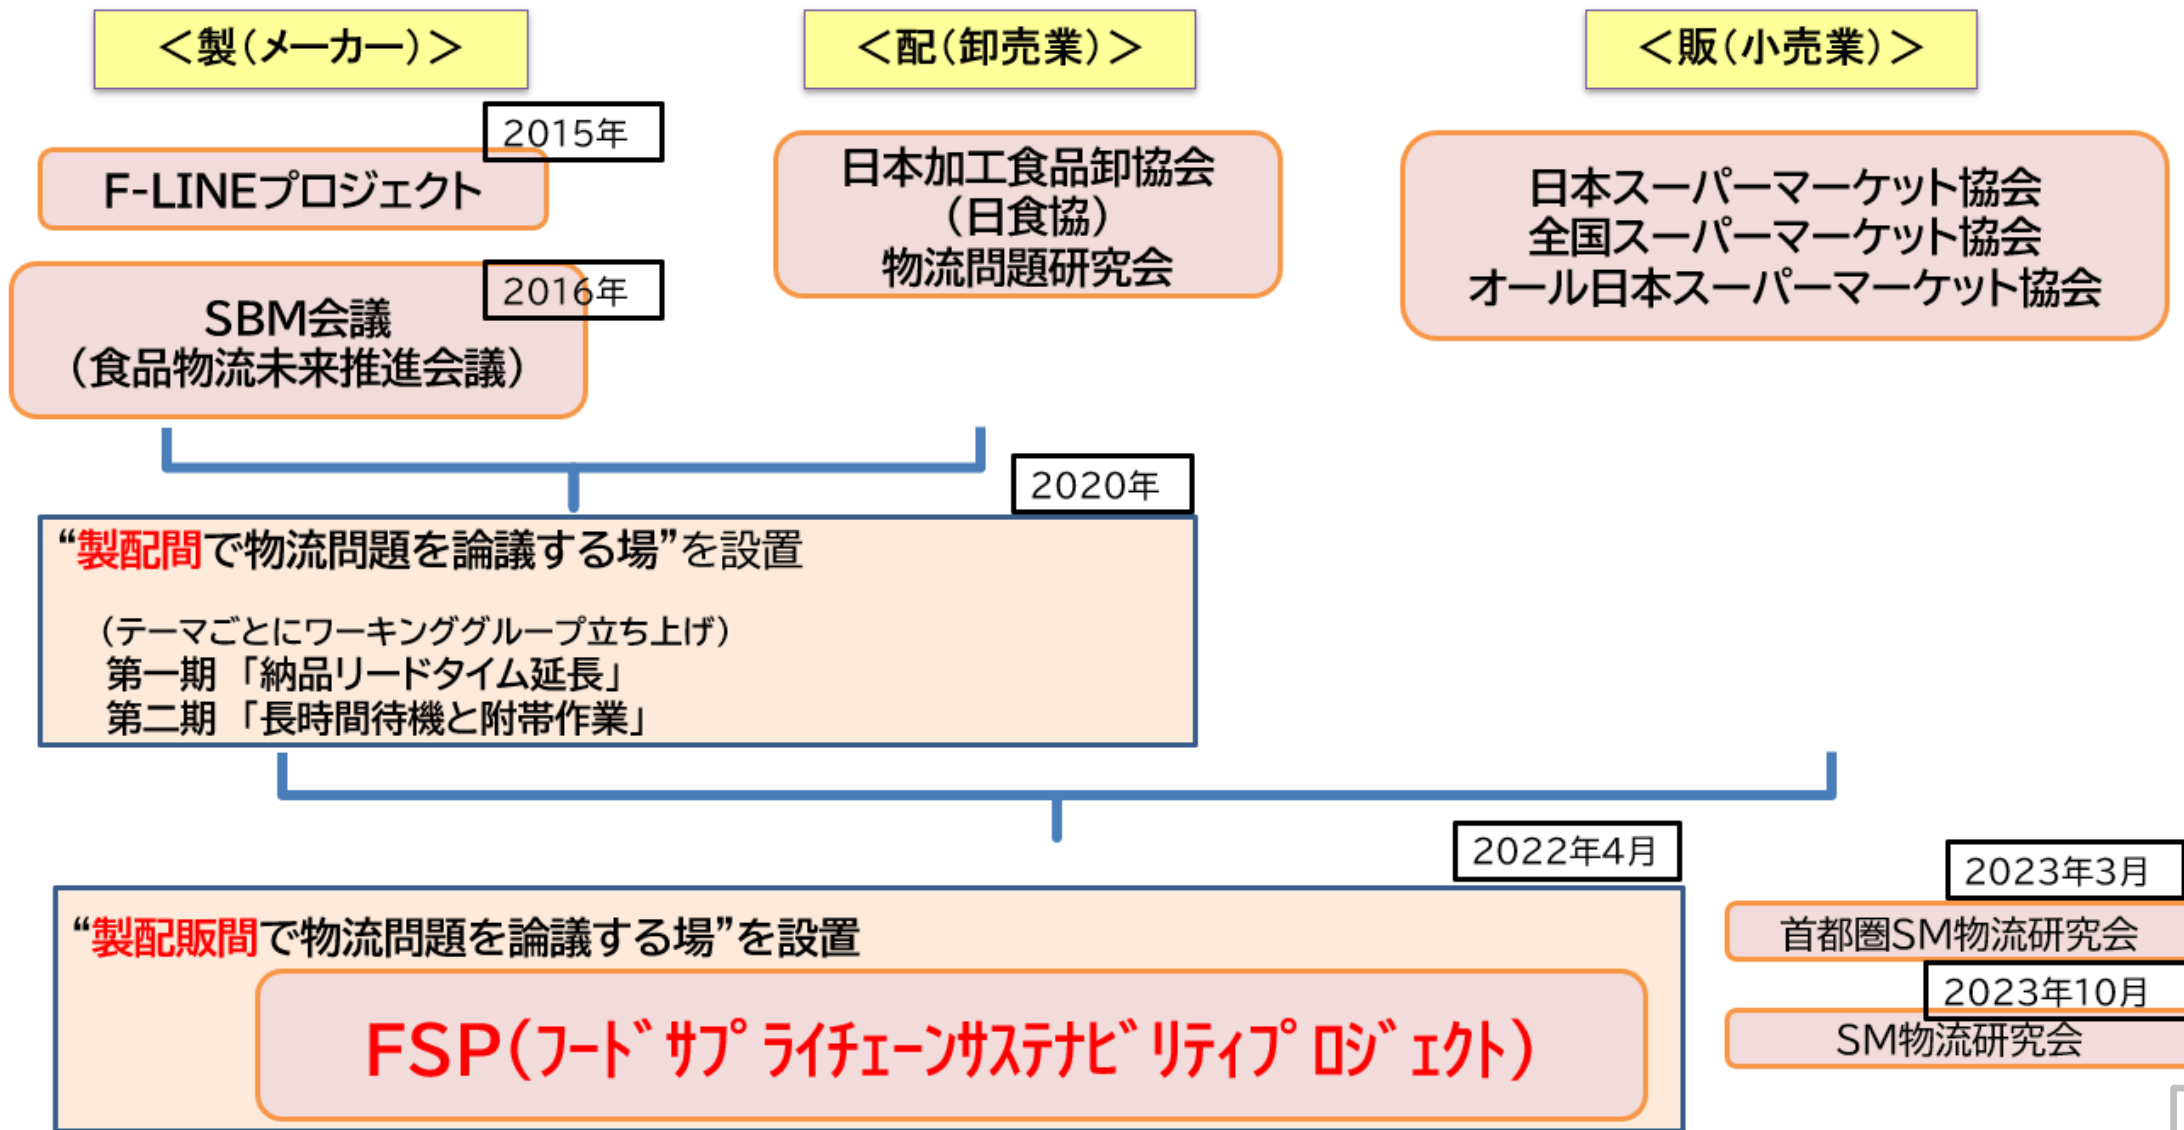 ＜製（メーカー）＞
＜配（卸売業）＞
＜販（小売業）＞
2015年
F-LINEプロジェクト
2016年
SBM会議
（食品物流未来推進会議）
日本加工食品卸協会
（日食協）
物流問題研究会
日本スーパーマーケット協会
全国スーパーマーケット協会
オール日本スーパーマーケット協会
2020年
“製配間で物流問題を論議する場”を設置
（テーマごとにワーキンググループ立ち上げ）
第一期 「納品リードタイム延長」
第二期 「長時間待機と附帯作業」
2022年4月
“製配販間で物流問題を論議する場”を設置
FSP（ﾌｰﾄﾞｻﾌﾟﾗｲﾁｪｰﾝｻｽﾃﾅﾋﾞﾘﾃｨﾌﾟﾛｼﾞｪｸﾄ）
2023年3月
首都圏SM物流研究会
2023年10月
SM物流研究会